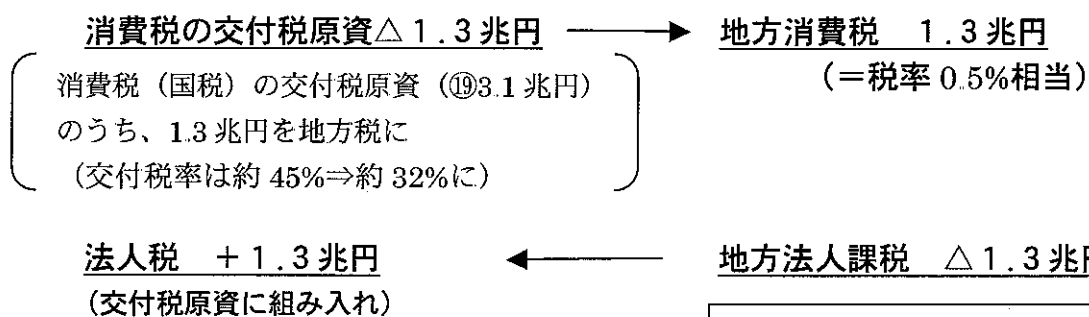 消費税の交付税原資△1.3兆円
地方消費税 1.3兆円
(=税率0.5%相当)
消費税(国税)の交付税原資(⑲3.1兆円)
のうち、1.3兆円を地方税に
(交付税率は約45%⇒約32%に)
法人税 +1.3兆円
地方法人課税 △1.3兆円
(交付税原資に組み入れ)